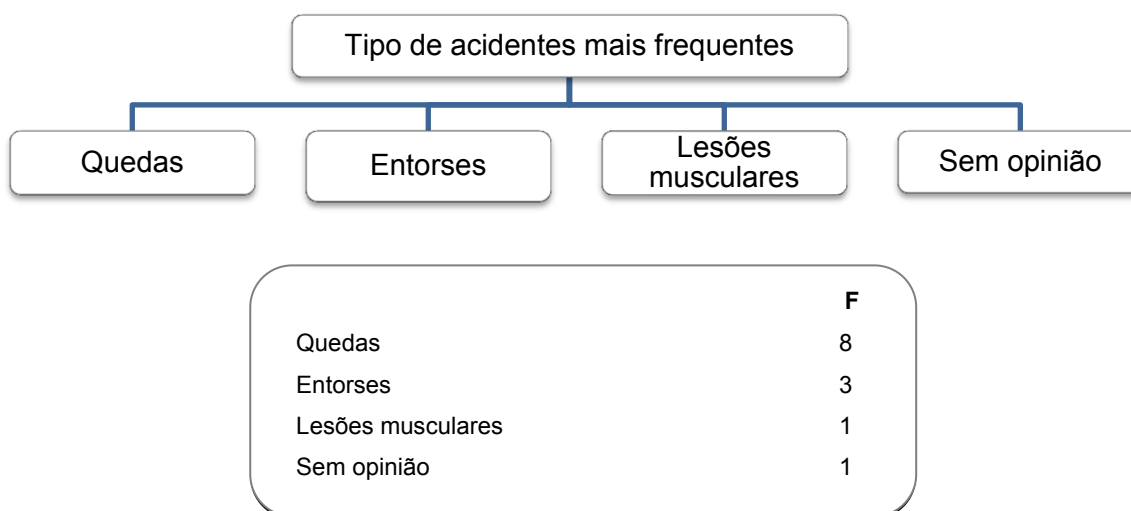 Tipo de acidentes mais frequentes
Quedas
Entorses
Lesões
musculares
Sem opinião
F
Quedas 8
Entorses 3
Lesões musculares 1
Sem opinião 1